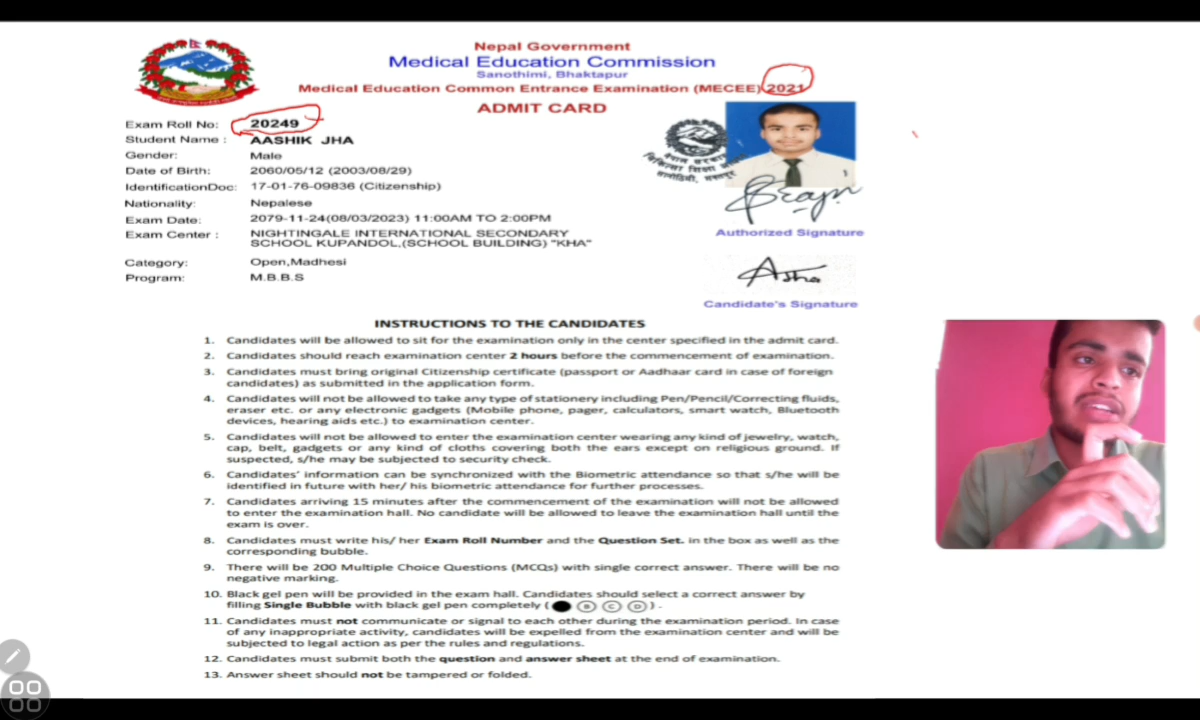 Nepal Government
Medical Education Commission
Sanothimi, Bhaktapur
Medical Education Common Entrance Examination (MECEE) 2021
ADMIT CARD
Exam Roll No: 20249
Student Name : AASHIK JHA
Gender: Male
Date of Birth: 2060/05/12 (2003/08/29)
IdentificationDoc: 17-01-76-09836 (Citizenship)
Nationality: Nepalese
Exam Date: 2079-11-24(08/03/2023) 11:00AM TO 2:00PM
Exam Center : NIGHTINGALE INTERNATIONAL SECONDARY
SCHOOL KUPANDOL,(SCHOOL BUILDING) "KHA"
Category: Open,Madhesi
Program: M.B.B.S
नेपाल सरकार
Authorized Signature
Candidate's Signature
INSTRUCTIONS TO THE CANDIDATES
1. Candidates will be allowed to sit for the examination only in the center specified in the admit card.
2. Candidates should reach examination center 2 hours before the commencement of examination.
3. Candidates must bring original Citizenship certificate (passport or Aadhaar card in case of foreign
candidates) as submitted in the application form.
4. Candidates will not be allowed to take any type of stationery including Pen/Pencil/Correcting fluids,
eraser etc. or any electronic gadgets (Mobile phone, pager, calculators, smart watch, Bluetooth
devices, hearing aids etc.) to examination center.
5. Candidates will not be allowed to enter the examination center wearing any kind of jewelry, watch,
cap, belt, gadgets or any kind of cloths covering both the ears except on religious ground. If
suspected, s/he may be subjected to security check.
6. Candidates' information can be synchronized with the Biometric attendance so that s/he will be
identified in future with her/ his biometric attendance for further processes.
7. Candidates arriving 15 minutes after the commencement of the examination will not be allowed
to enter the examination hall. No candidate will be allowed to leave the examination hall until the
exam is over.
8. Candidates must write his/ her Exam Roll Number and the Question Set. in the box as well as the
corresponding bubble.
9. There will be 200 Multiple Choice Questions (MCQs) with single correct answer. There will be no
negative marking.
10. Black gel pen will be provided in the exam hall. Candidates should select a correct answer by
filling Single Bubble with black gel pen completely ( B C D ) .
11. Candidates must not communicate or signal to each other during the examination period. In case
of any inappropriate activity, candidates will be expelled from the examination center and will be
subjected to legal action as per the rules and regulations.
12. Candidates must submit both the question and answer sheet at the end of examination.
13. Answer sheet should not be tampered or folded.